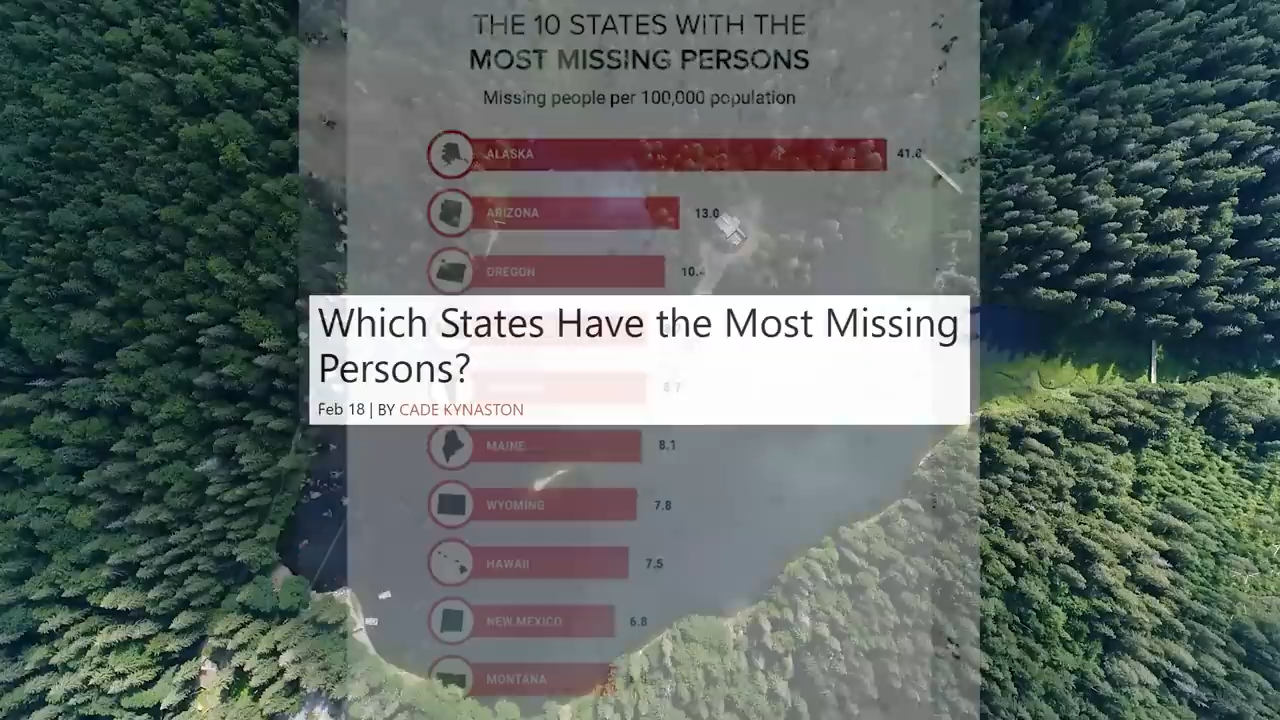 THE 10 STATES WITH THE
MOST MISSING PERSONS
Missing people per 100,000 population
ALASKA
ARIZONA 13.0
OREGON
Which States Have the Most Missing
Persons?
Feb 18 | BY CADE KYNASTON
8.7
MAINE 8.1
WYOMING 7.8
HAWAII 7.5
NEW MEXICO 6.8
MONTANA